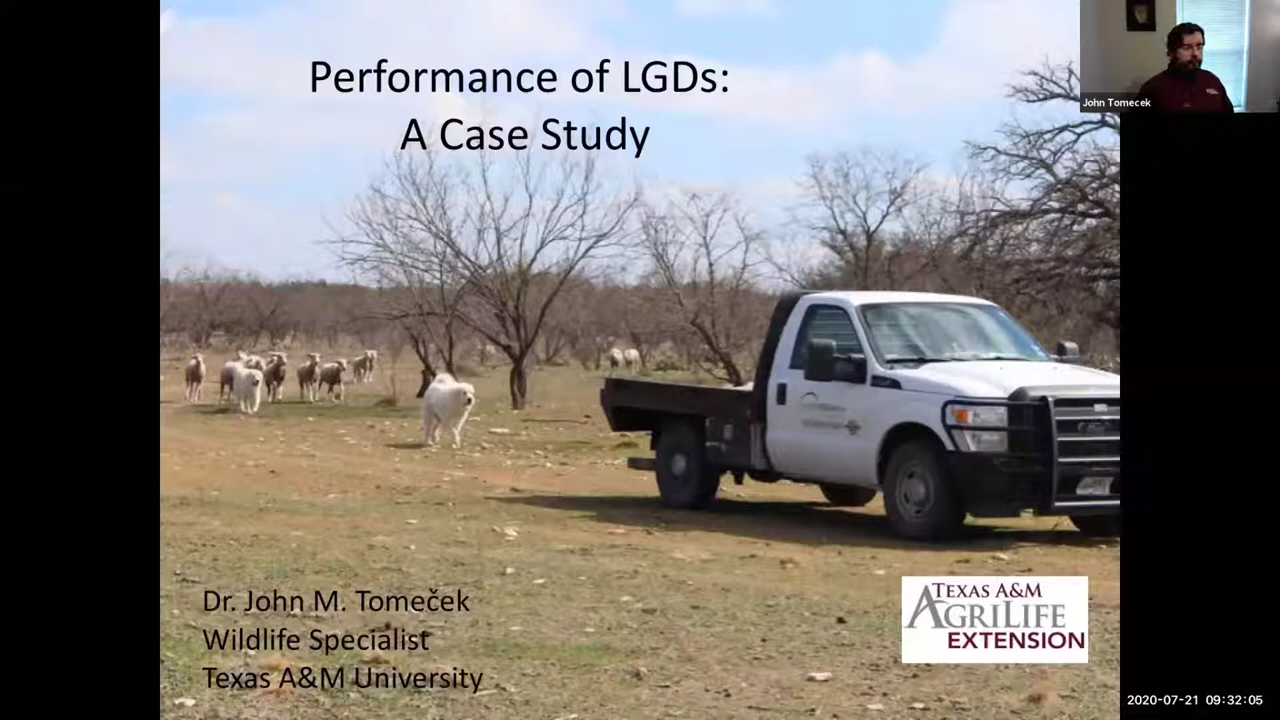 Performance of LGDs:
A Case Study
John Tomecek
Dr. John M. Tomeček
Wildlife Specialist
Texas A&M University
TEXAS A&M
AGRILIFE
EXTENSION
2020-07-21 09:32:05